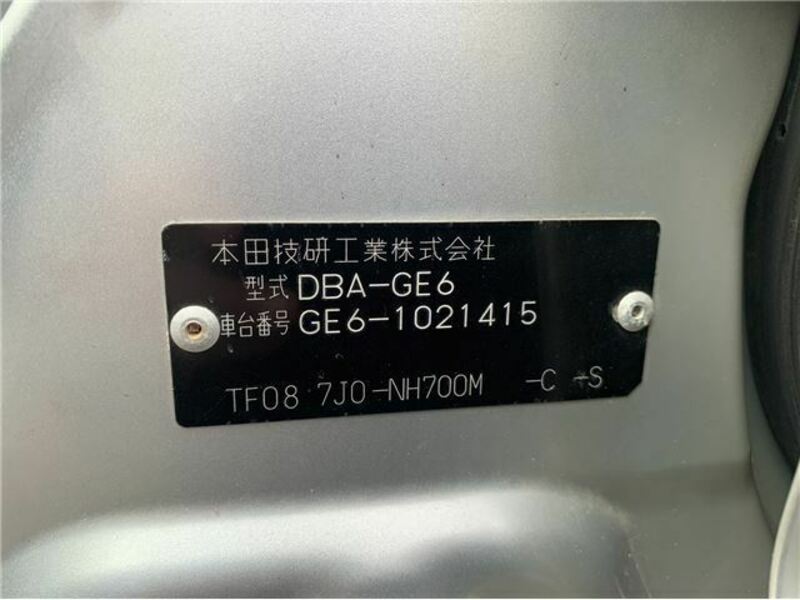 本田技研工業株式会社
型式 DBA-GE6
車台番号 GE6-1021415
TF08 7J0-NH700M -C -S